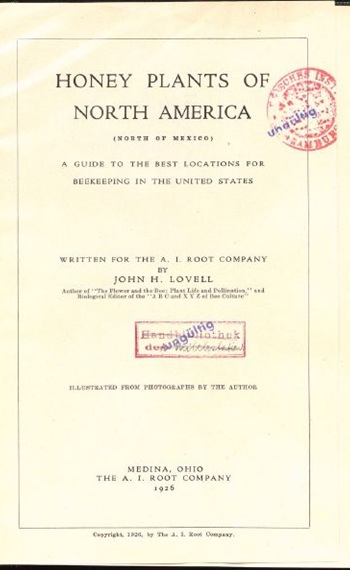 HONEY PLANTS OF
NORTH AMERICA
(NORTH OF MEXICO)
A GUIDE TO THE BEST LOCATIONS FOR
BEEKEEPING IN THE UNITED STATES
WRITTEN FOR THE A. I. ROOT COMPANY
BY
JOHN H. LOVELL
Author of "The Flower and the Bee; Plant Life and Pollination," and
Biological Editor of the "A B C and X Y Z of Bee Culture"
ungültig
Handbibliothek
ungültig
ILLUSTRATED FROM PHOTOGRAPHS BY THE AUTHOR
MEDINA, OHIO
THE A. I. ROOT COMPANY
1926
Copyright, 1926, by The A. I. Root Company.